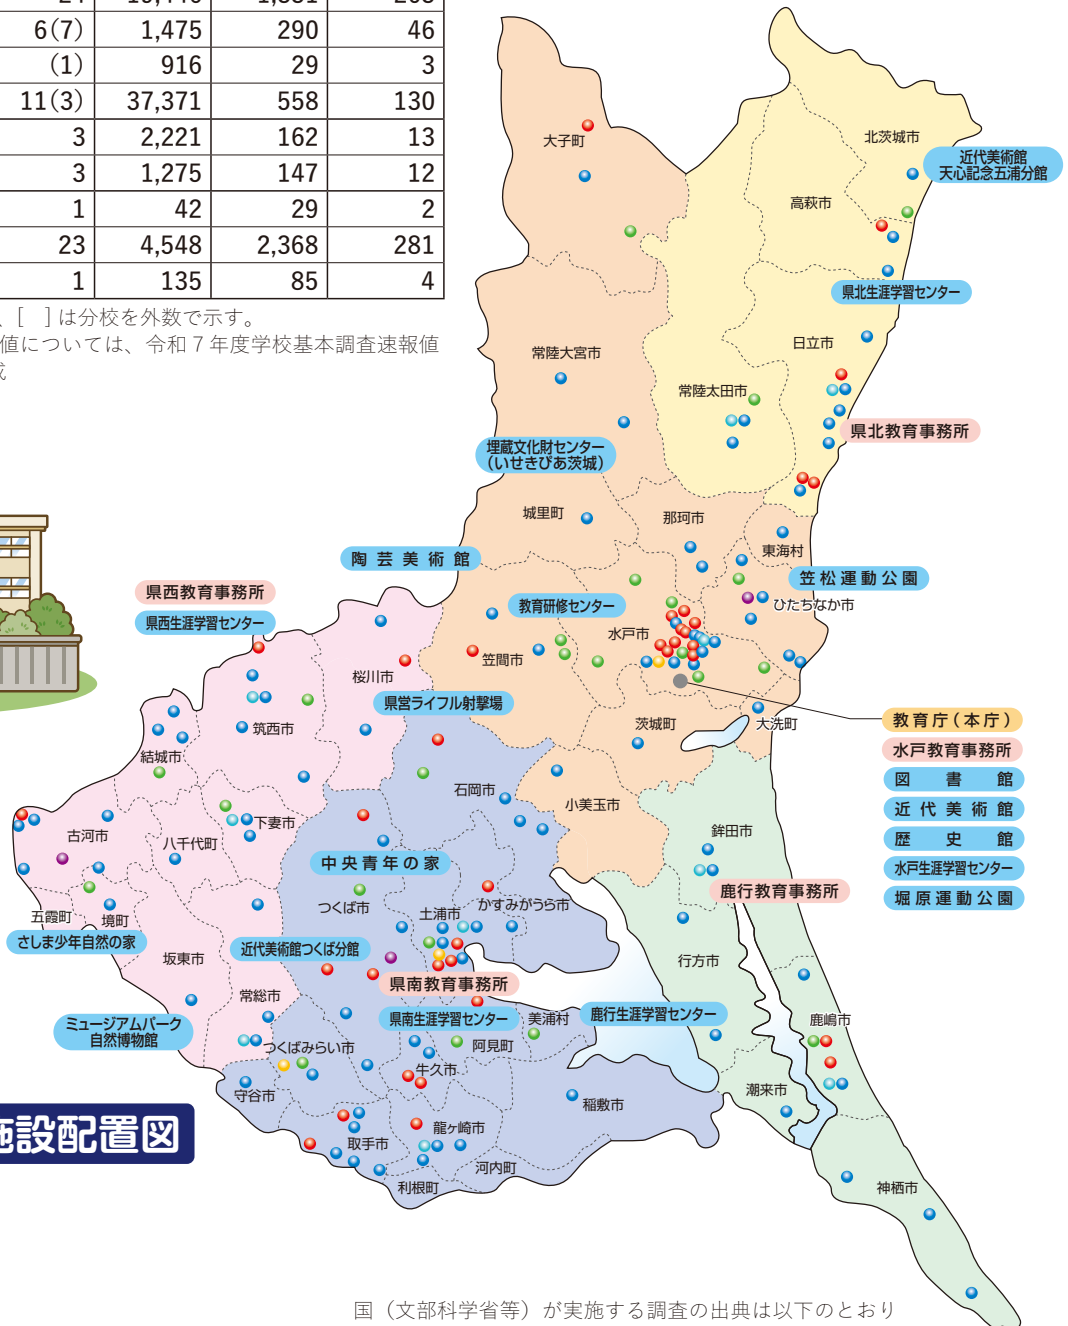 6(7) 1,475 290 46
(1) 916 29 3
11(3) 37,371 558 130
3 2,221 162 13
3 1,275 147 12
1 42 29 2
23 4,548 2,368 281
1 135 85 4
、[ ]は分校を外数で示す。
値については、令和7年度学校基本調査速報値
大子町
北茨城市
近代美術館
天心記念五浦分館
高萩市
県北生涯学習センター
日立市
常陸大宮市
常陸太田市
県北教育事務所
埋蔵文化財センター
(いせきぴあ茨城)
城里町
那珂市
東海村
陶芸美術館
笠松運動公園
県西教育事務所
県西生涯学習センター
教育研修センター
ひたちなか市
水戸市
笠間市
桜川市
県営ライフル射撃場
筑西市
茨城町
大洗町
教育庁(本庁)
水戸教育事務所
図書館
近代美術館
歴史館
水戸生涯学習センター
堀原運動公園
結城市
石岡市
小美玉市
古河市
八千代町
下妻市
鉾田市
中央青年の家
鹿行教育事務所
つくば市
土浦市
かすみがうら市
五霞町
境町
さしま少年自然の家
坂東市
近代美術館つくば分館
行方市
県南教育事務所
常総市
ミュージアムパーク
自然博物館
県南生涯学習センター
美浦村
鹿行生涯学習センター
鹿嶋市
つくばみらい市
阿見町
牛久市
守谷市
稲敷市
潮来市
施設配置図
取手市
龍ヶ崎市
河内町
利根町
神栖市
国(文部科学省等)が実施する調査の出典は以下のとおり